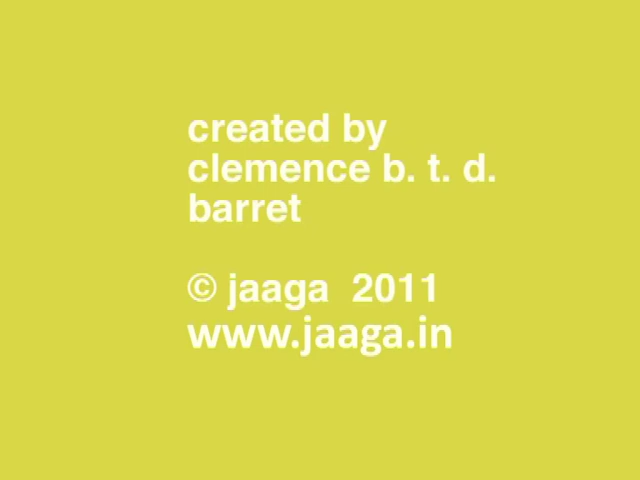 created by
clemence b. t. d.
barret
© jaaga 2011
www.jaaga.in